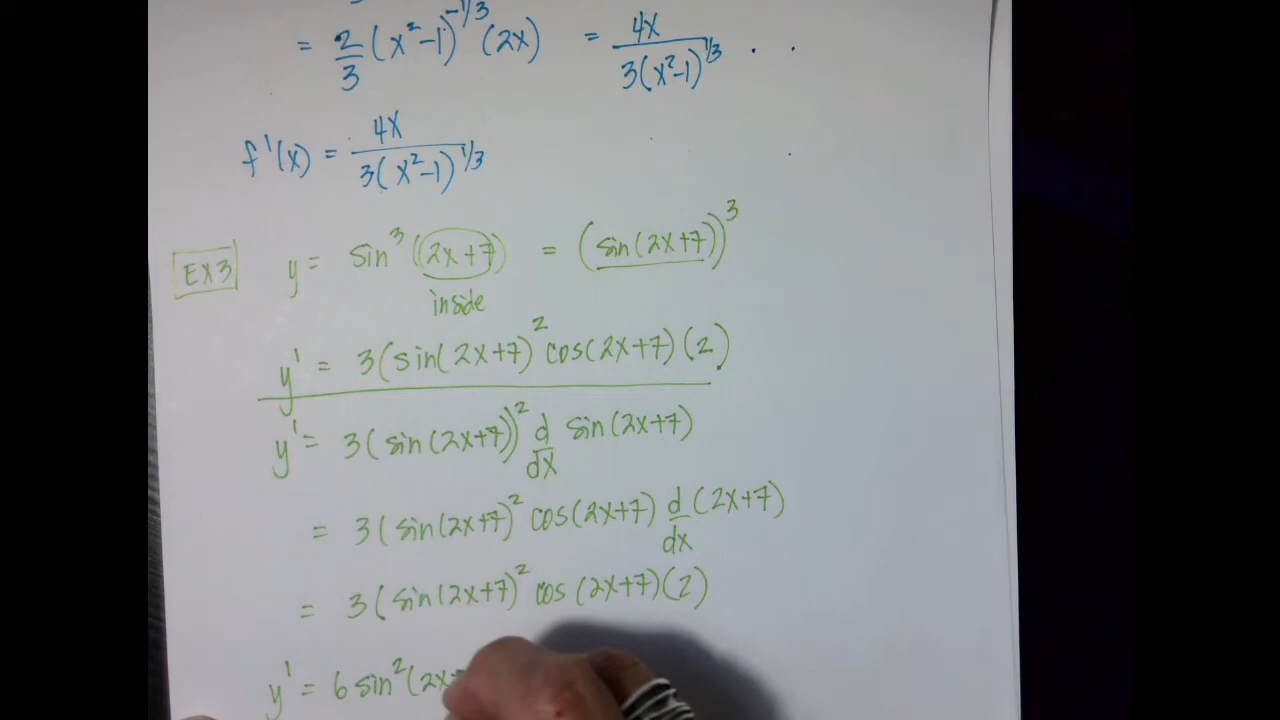 = 2/3 (x²-1)^-1/3 (2x) = 4x / 3(x²-1)^1/3
f'(x) = 4x / 3(x²-1)^1/3
EX3 y = sin³ (2x+7) = (sin(2x+7))³
inside
y' = 3(sin(2x+7)² cos(2x+7)(2)
y' = 3(sin(2x+7))² d/dx sin(2x+7)
= 3(sin(2x+7)² cos(2x+7) d/dx (2x+7)
= 3(sin(2x+7)² cos(2x+7)(2)
y' = 6 sin² (2x